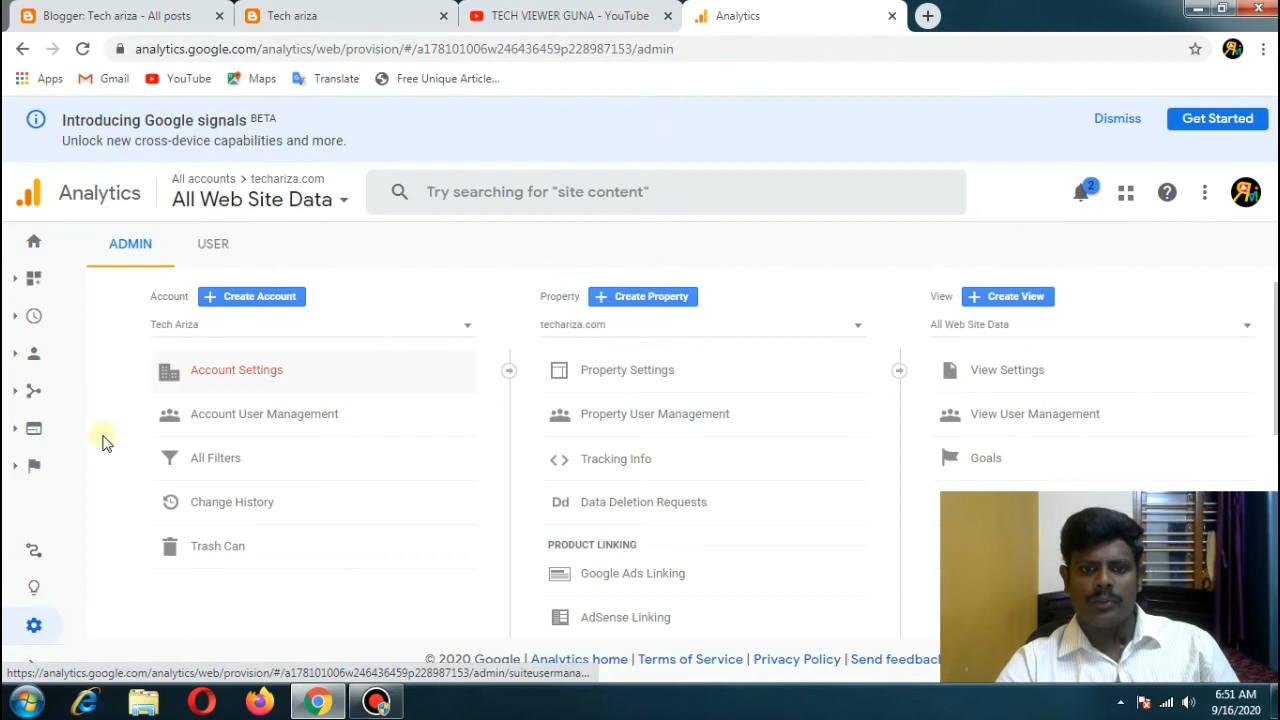 Blogger: Tech ariza - All posts
Tech ariza
TECH VIEWER GUNA - YouTube
Analytics
analytics.google.com/analytics/web/provision/#/a178101006w246436459p228987153/admin
Apps
Gmail
YouTube
Maps
Translate
Free Unique Article...
Introducing Google signals BETA
Unlock new cross-device capabilities and more.
Dismiss
Get Started
Analytics
All accounts > techariza.com
All Web Site Data
Try searching for "site content"
2
ADMIN
USER
Account
+ Create Account
Property
+ Create Property
View
+ Create View
Tech Ariza
techariza.com
All Web Site Data
Account Settings
Property Settings
View Settings
Account User Management
Property User Management
View User Management
All Filters
Tracking Info
Goals
Change History
Dd Data Deletion Requests
Trash Can
PRODUCT LINKING
Google Ads Linking
AdSense Linking
© 2020 Google | Analytics home | Terms of Service | Privacy Policy | Send feedback
https://analytics.google.com/analytics/web/provision/#/a178101006w246436459p228987153/admin/suiteusermana...
6:51 AM
9/16/2020